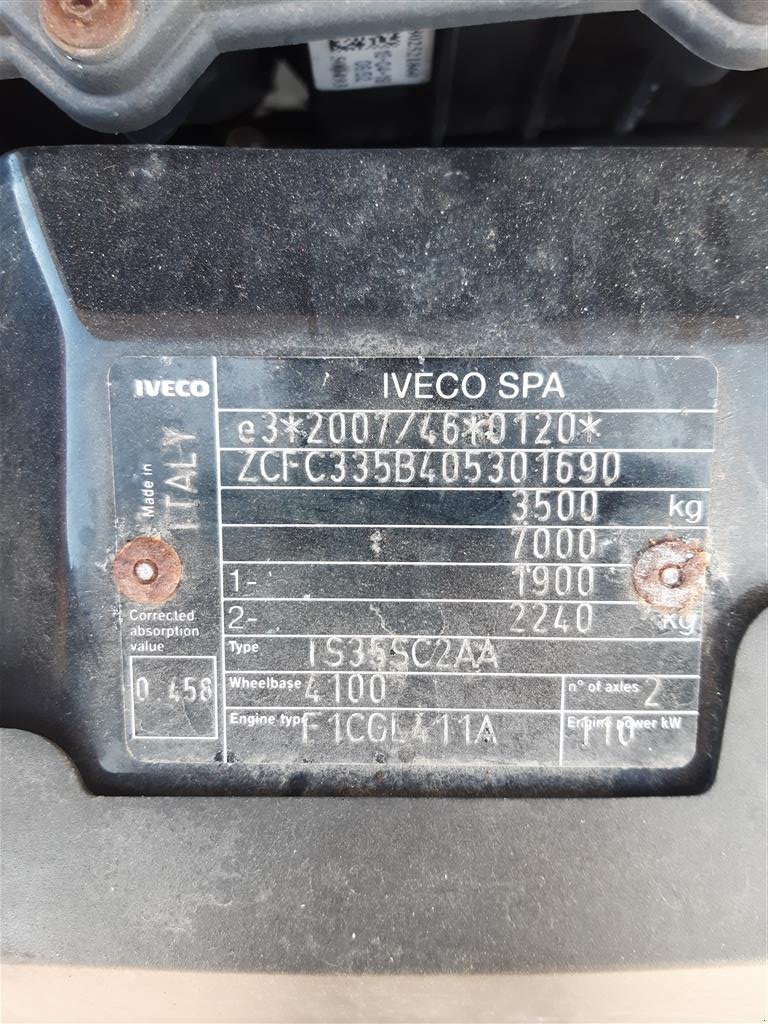 IVECO
IVECO SPA
e3*2007/46*0120*
ZCFC335B405301690
3500 kg
7000
1- 1900
2- 2240 kg
Made in
ITALY
Corrected
absorption
value
0.458
Type IS35SC2AA
Wheelbase 4100 n° of axles 2
Engine type F1CGL411A Engine power kW 110